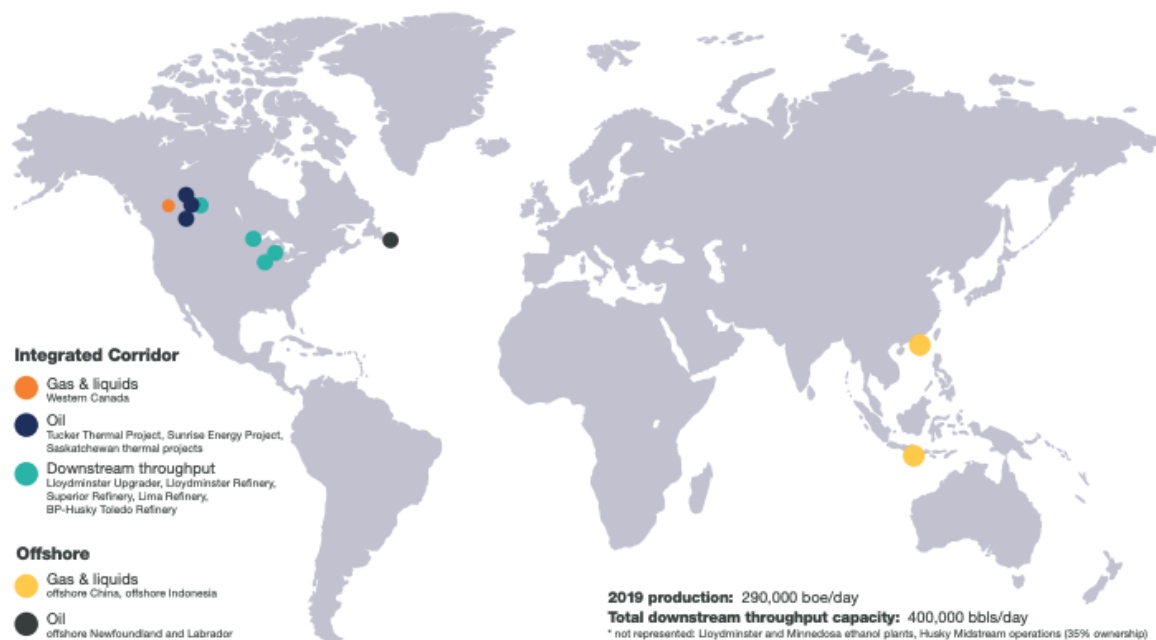 Integrated Corridor
Gas & liquids
Western Canada
Oil
Tucker Thermal Project, Sunrise Energy Project,
Saskatchewan thermal projects
Downstream throughput
Lloydminster Upgrader, Lloydminster Refinery,
Superior Refinery, Lima Refinery,
BP-Husky Toledo Refinery
Offshore
Gas & liquids
offshore China, offshore Indonesia
Oil
offshore Newfoundland and Labrador
2019 production: 290,000 boe/day
Total downstream throughput capacity: 400,000 bbls/day
* not represented: Lloydminster and Minnedosa ethanol plants, Husky Midstream operations (35% ownership)